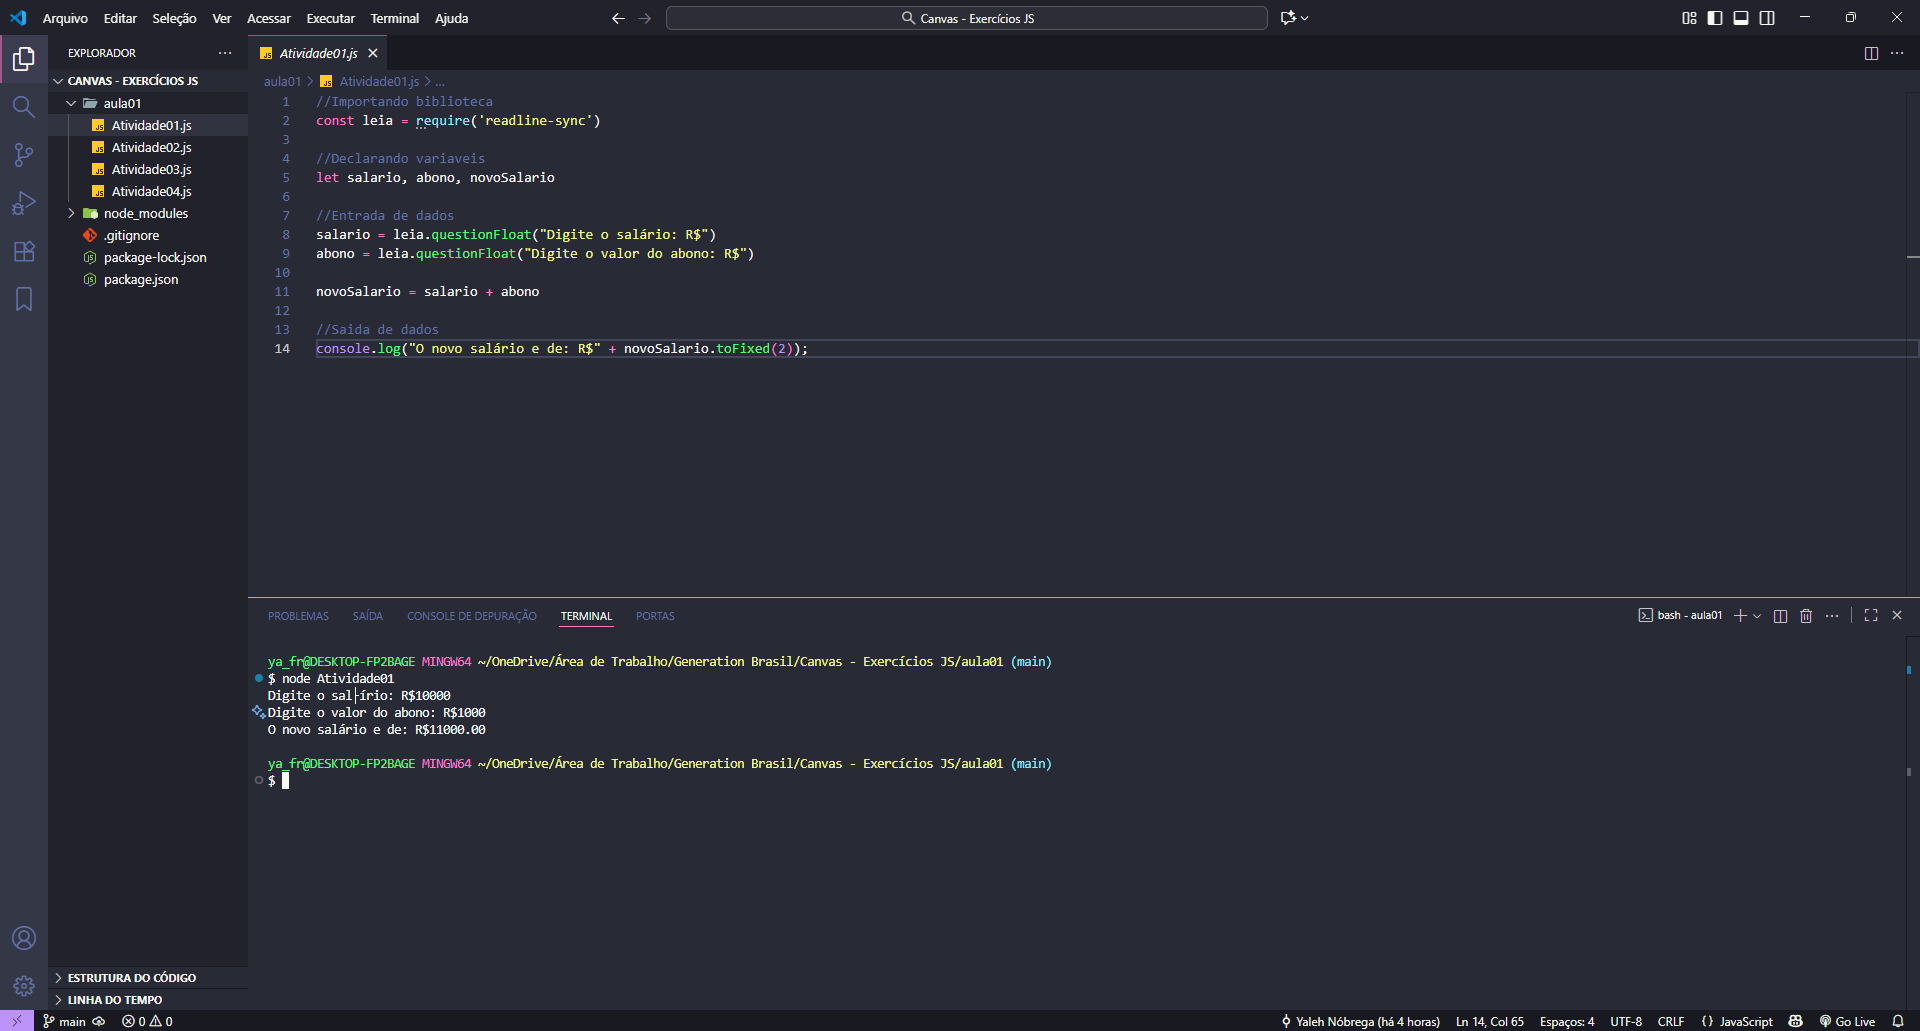 Arquivo Editar Seleção Ver Acessar Executar Terminal Ajuda
Canvas - Exercícios JS
EXPLORADOR
CANVAS - EXERCÍCIOS JS
aula01
JS Atividade01.js
JS Atividade02.js
JS Atividade03.js
JS Atividade04.js
node_modules
.gitignore
package-lock.json
package.json
ESTRUTURA DO CÓDIGO
LINHA DO TEMPO
JS Atividade01.js
aula01 > JS Atividade01.js > ...
1 //Importando biblioteca
2 const leia = require('readline-sync')
3
4 //Declarando variaveis
5 let salario, abono, novoSalario
6
7 //Entrada de dados
8 salario = leia.questionFloat("Digite o salário: R$")
9 abono = leia.questionFloat("Digite o valor do abono: R$")
10
11 novoSalario = salario + abono
12
13 //Saida de dados
14 console.log("O novo salário e de: R$" + novoSalario.toFixed(2));
PROBLEMAS SAÍDA CONSOLE DE DEPURAÇÃO TERMINAL PORTAS
bash - aula01
ya_fr@DESKTOP-FP2BAGE MINGW64 ~/OneDrive/Área de Trabalho/Generation Brasil/Canvas - Exercícios JS/aula01 (main)
$ node Atividade01
Digite o sal├írio: R$10000
Digite o valor do abono: R$1000
O novo salário e de: R$11000.00
ya_fr@DESKTOP-FP2BAGE MINGW64 ~/OneDrive/Área de Trabalho/Generation Brasil/Canvas - Exercícios JS/aula01 (main)
$
main 0 0 Yaleh Nóbrega (há 4 horas) Ln 14, Col 65 Espaços: 4 UTF-8 CRLF {} JavaScript Go Live